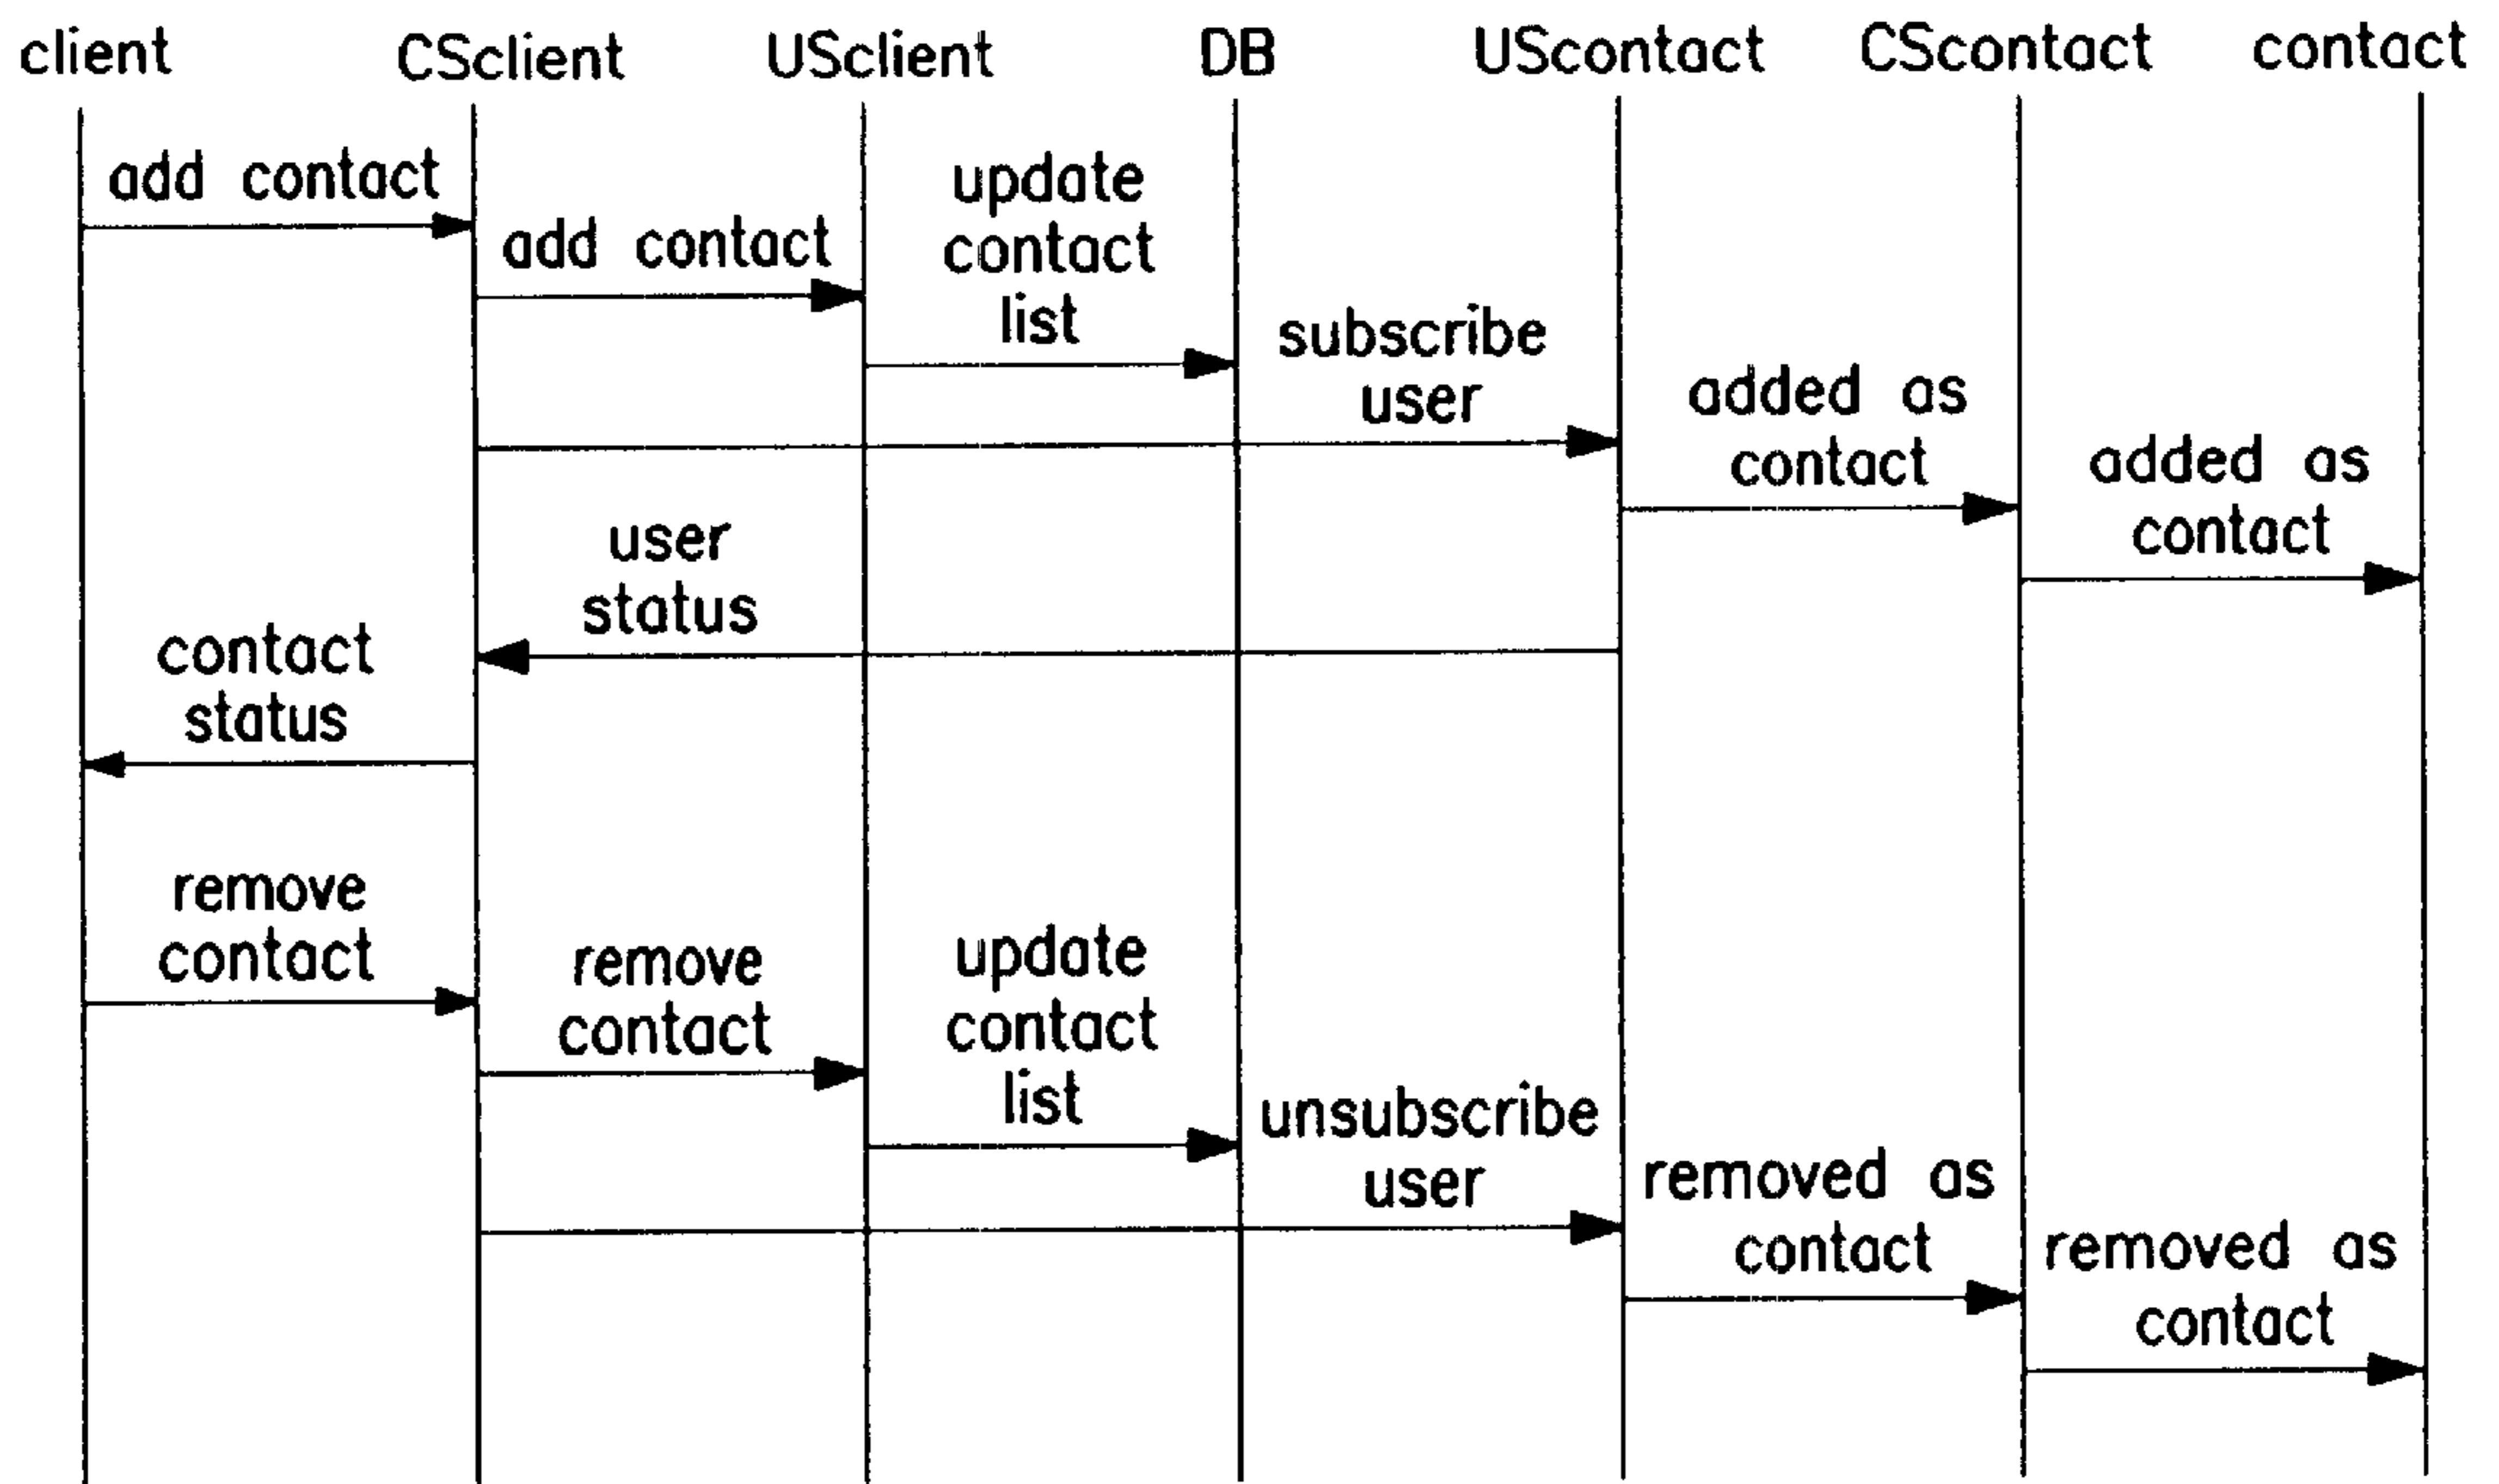 client
CSclient
USclient
DB
UScontact
CScontact
contact
add contact
add contact
update
contact
list
subscribe
user
added as
contact
added as
contact
user
status
contact
status
remove
contact
remove
contact
update
contact
list
unsubscribe
user
removed as
contact
removed as
contact